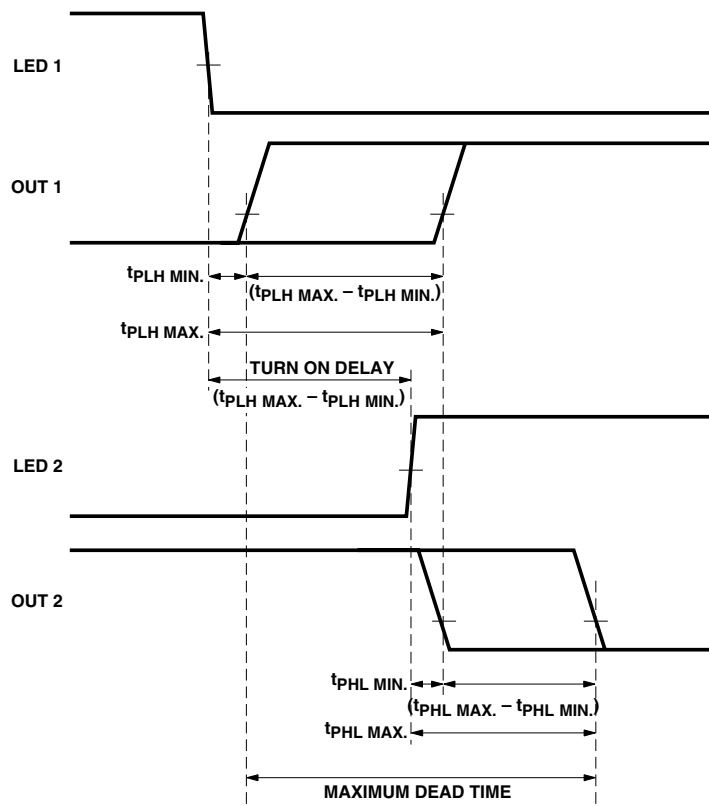 LED 1
OUT 1
tPLH MIN.
(tPLH MAX. – tPLH MIN.)
tPLH MAX.
TURN ON DELAY
(tPLH MAX. – tPLH MIN.)
LED 2
OUT 2
tPHL MIN.
(tPHL MAX. – tPHL MIN.)
tPHL MAX.
MAXIMUM DEAD TIME